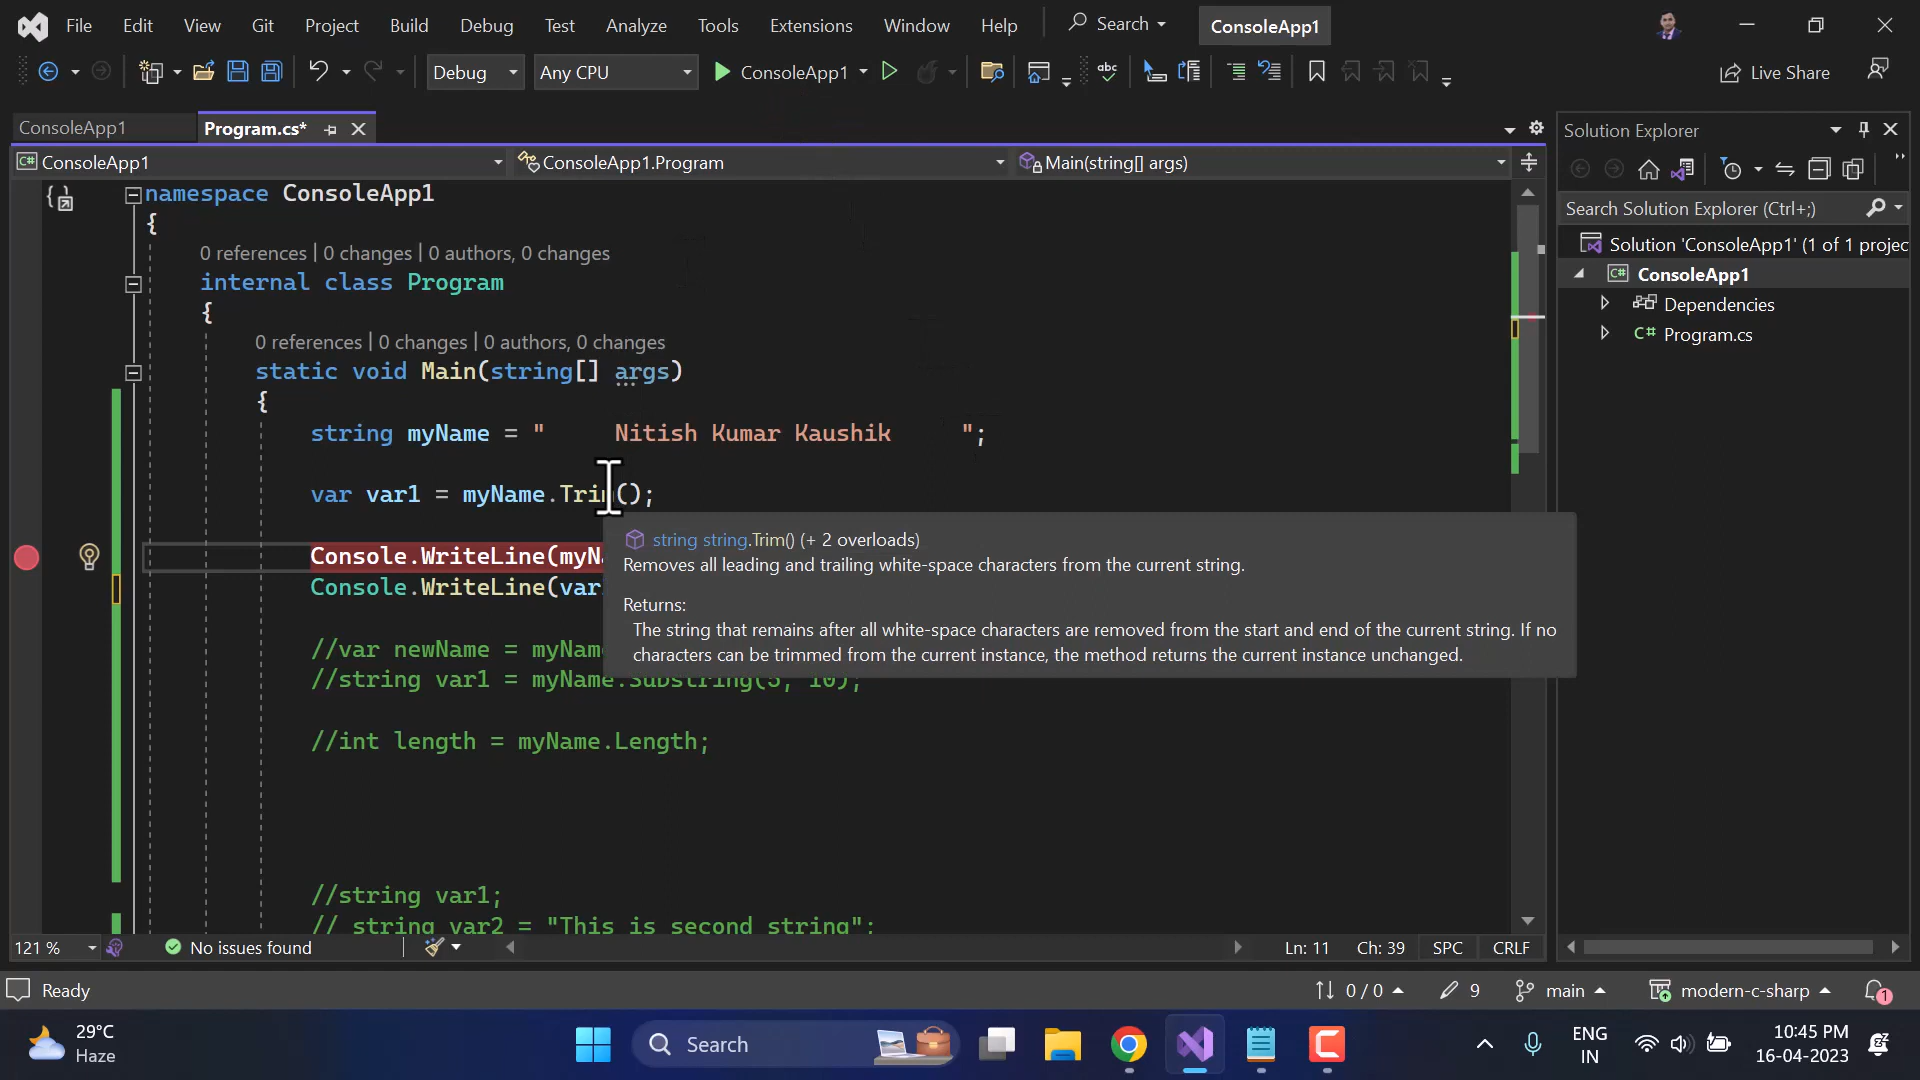 File Edit View Git Project Build Debug Test Analyze Tools Extensions Window Help Search ConsoleApp1
Debug Any CPU ConsoleApp1 Live Share
ConsoleApp1 Program.cs*
ConsoleApp1 ConsoleApp1.Program Main(string[] args)
namespace ConsoleApp1
{
0 references | 0 changes | 0 authors, 0 changes
internal class Program
{
0 references | 0 changes | 0 authors, 0 changes
static void Main(string[] args)
{
string myName = "     Nitish Kumar Kaushik     ";
var var1 = myName.Trim();
Console.WriteLine(myN
Console.WriteLine(var
string string.Trim() (+ 2 overloads)
Removes all leading and trailing white-space characters from the current string.
Returns:
The string that remains after all white-space characters are removed from the start and end of the current string. If no
characters can be trimmed from the current instance, the method returns the current instance unchanged.
//var newName = myName
//string var1 = myName.Substring(5, 10);
//int length = myName.Length;
//string var1;
// string var2 = "This is second string";
121 % No issues found Ln: 11 Ch: 39 SPC CRLF
Solution Explorer
Search Solution Explorer (Ctrl+;)
Solution 'ConsoleApp1' (1 of 1 projec
ConsoleApp1
Dependencies
C# Program.cs
Ready 0 / 0 9 main modern-c-sharp 1
29°C
Haze
Search
ENG
IN
10:45 PM
16-04-2023